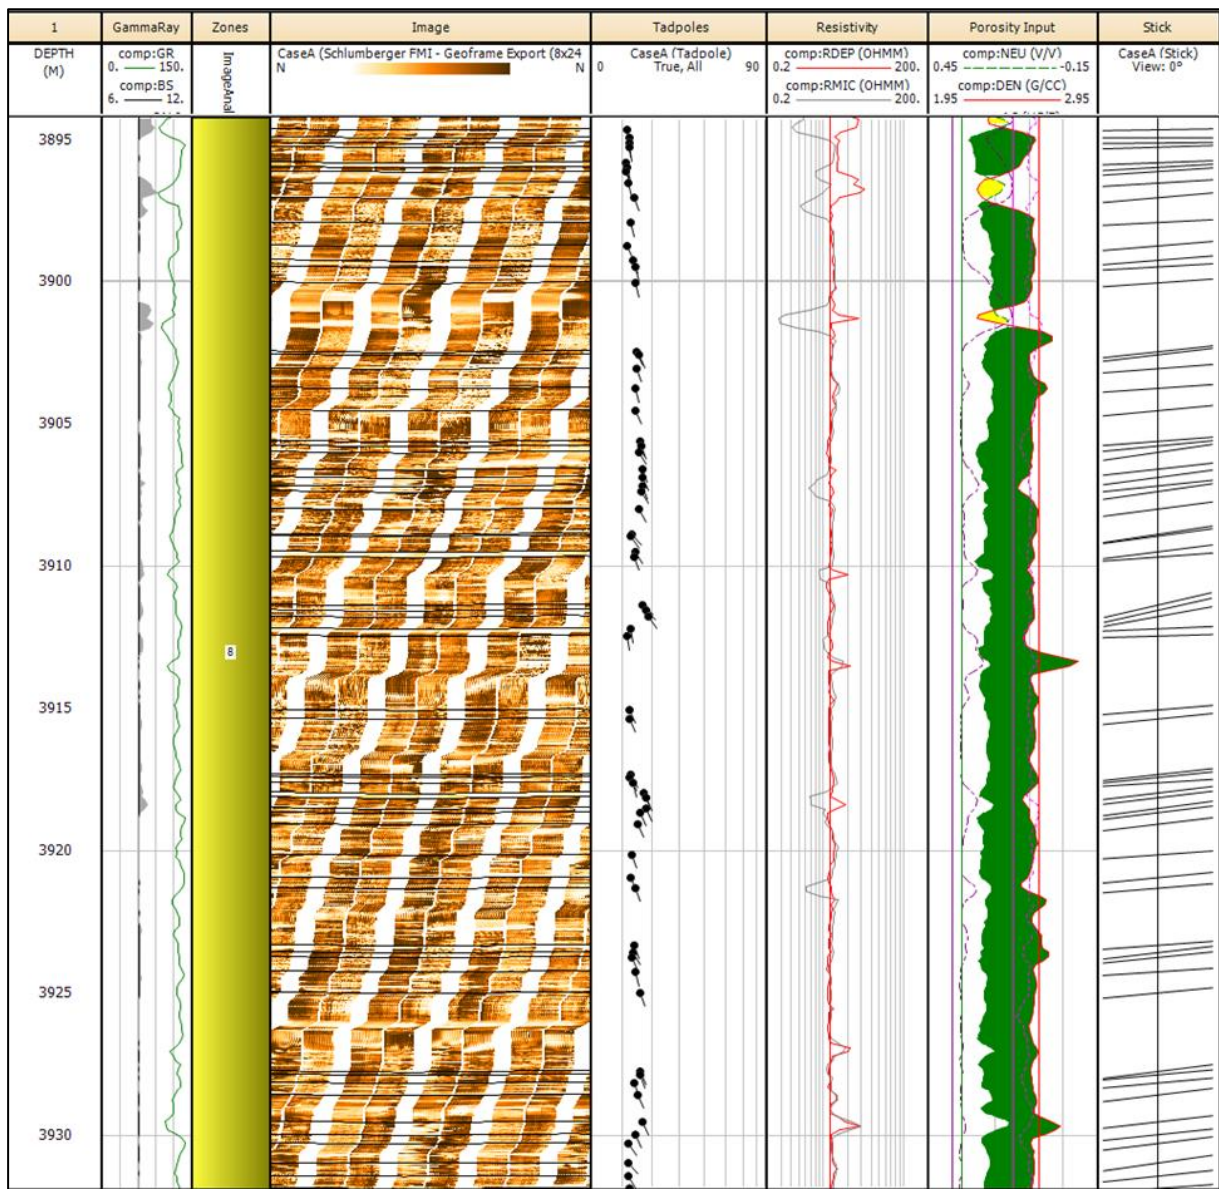 1 GammaRay Zones Image Tadpoles Resistivity Porosity Input Stick
DEPTH
(M)
comp:GR
0. 150.
comp:BS
6. 12.
ImageAnal
CaseA (Schlumberger FMI - Geoframe Export (8x24
N N
CaseA (Tadpole)
0 True, All 90
comp:RDEP (OHMM)
0.2 200.
comp:RMIC (OHMM)
0.2 200.
comp:NEU (V/V)
0.45 -0.15
comp:DEN (G/CC)
1.95 2.95
CaseA (Stick)
View: 0°
3895
3900
3905
3910
8
3915
3920
3925
3930